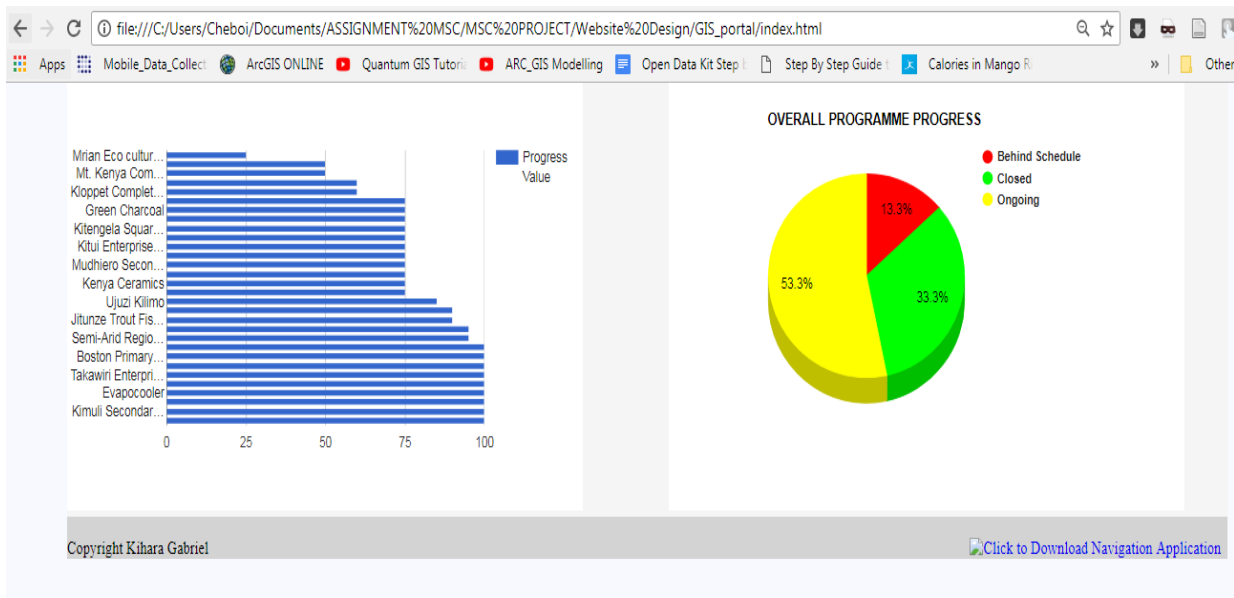 file:///C:/Users/Cheboi/Documents/ASSIGNMENT%20MSC/MSC%20PROJECT/Website%20Design/GIS_portal/index.html
Apps Mobile_Data_Collect ArcGIS ONLINE Quantum GIS Tutoria ARC_GIS Modelling Open Data Kit Step b Step By Step Guide t Calories in Mango R » Other
Mrian Eco cultur...
Mt. Kenya Com...
Kloppet Complet...
Green Charcoal
Kitengela Squar...
Kitui Enterprise...
Mudhiero Secon...
Kenya Ceramics
Ujuzi Kilimo
Jitunze Trout Fis...
Semi-Arid Regio...
Boston Primary...
Takawiri Enterpri...
Evapocooler
Kimuli Secondar...
0 25 50 75 100
Progress
Value
OVERALL PROGRAMME PROGRESS
Behind Schedule
Closed
Ongoing
13.3%
53.3%
33.3%
Copyright Kihara Gabriel
Click to Download Navigation Application